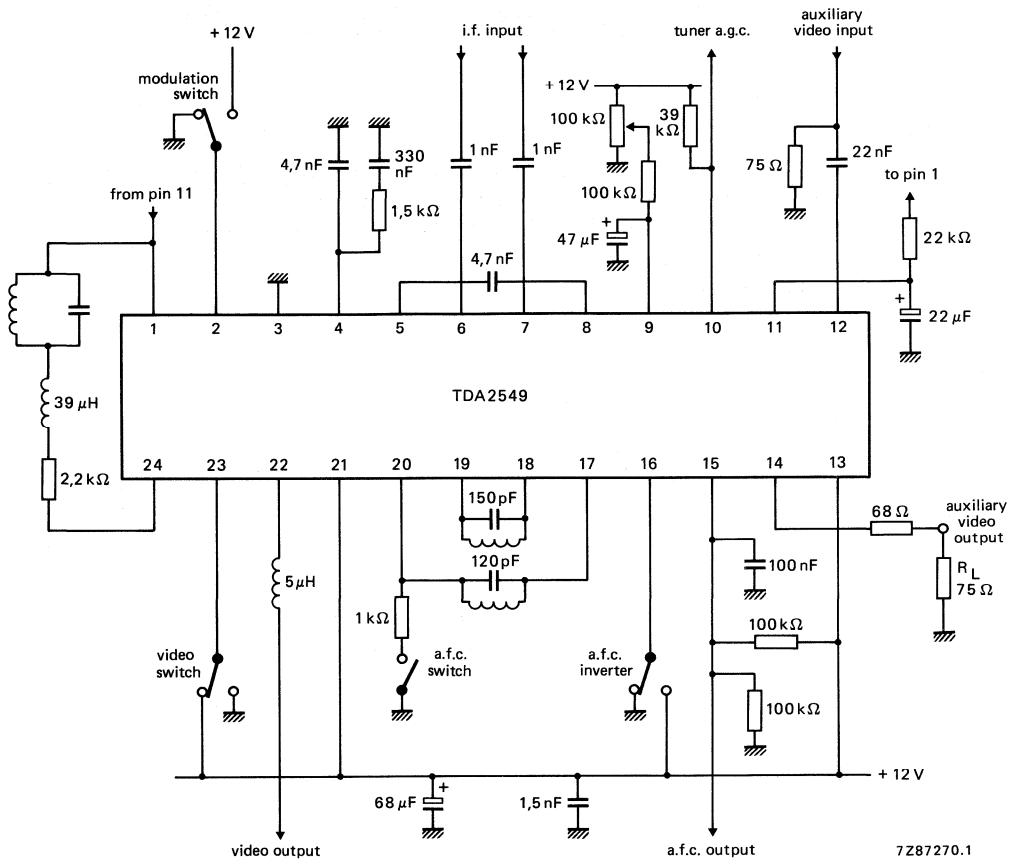 + 12 V
i.f. input
tuner a.g.c.
auxiliary
video input
modulation
switch
+ 12 V
100 kΩ
39
kΩ
4,7 nF
330
nF
1 nF
1 nF
75 Ω
22 nF
to pin 1
from pin 11
1,5 kΩ
100 kΩ
+
47 µF
22 kΩ
4,7 nF
+
22 µF
1
2
3
4
5
6
7
8
9
10
11
12
TDA2549
39 µH
2,2 kΩ
24
23
22
21
20
19
18
17
16
15
14
13
150 pF
68 Ω
auxiliary
video
output
120 pF
5 µH
100 nF
RL
75 Ω
1 kΩ
100 kΩ
video
switch
a.f.c.
switch
a.f.c.
inverter
100 kΩ
+ 12 V
68 µF
+
1,5 nF
video output
a.f.c. output
7Z87270.1